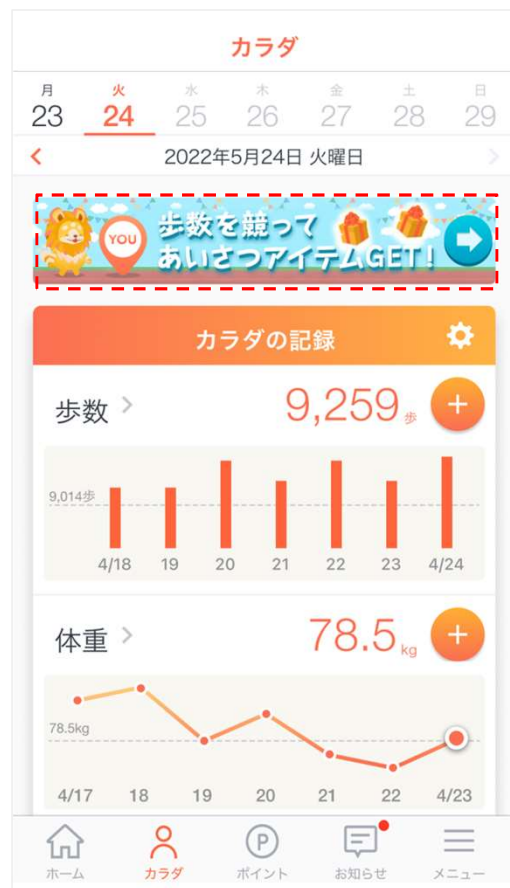 カラダ
月 火 水 木 金 土 日
23 24 25 26 27 28 29
2022年5月24日 火曜日
歩数を競って
YOU
あいさつアイテムGET!
カラダの記録
歩数 9,259 歩
9,014歩
4/18 19 20 21 22 23 4/24
体重 78.5 kg
78.5kg
4/17 18 19 20 21 22 4/23
P
ホーム カラダ ポイント お知らせ メニュー